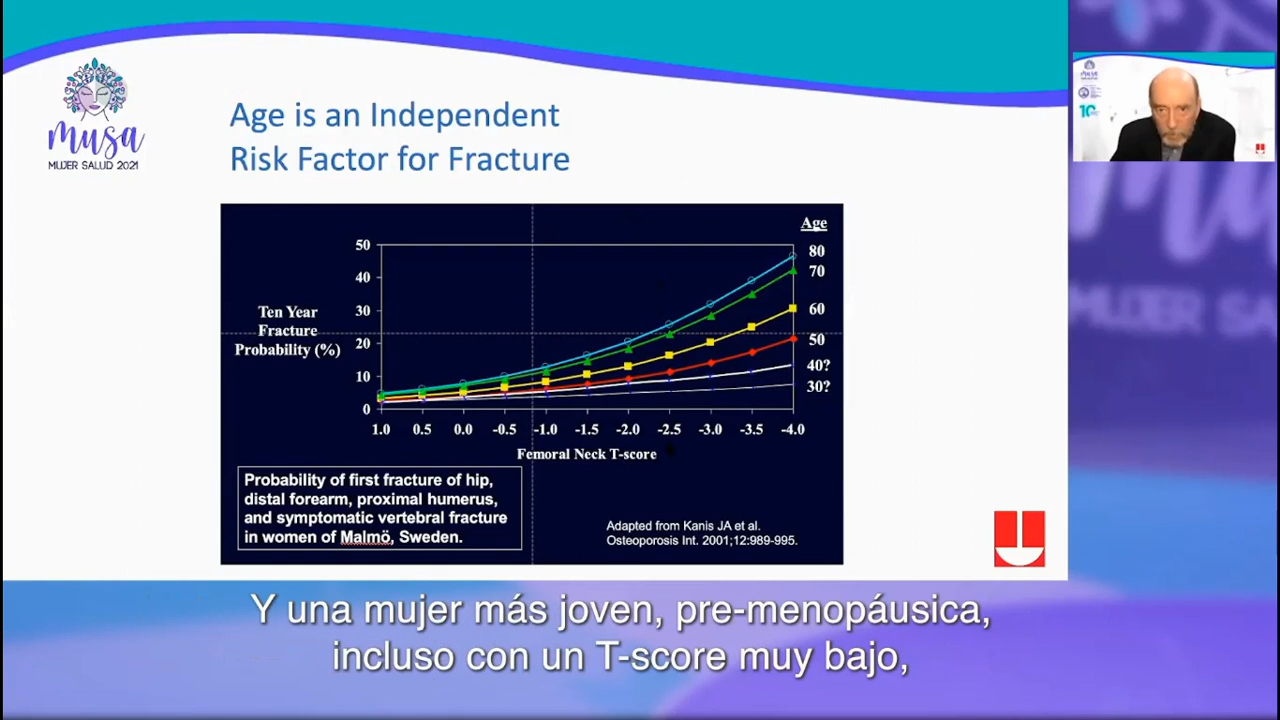 musa
MUJER SALUD 2021
Age is an Independent
Risk Factor for Fracture
Age
50
40
30
20
10
0
Ten Year
Fracture
Probability (%)
80
70
60
50
40?
30?
1.0 0.5 0.0 -0.5 -1.0 -1.5 -2.0 -2.5 -3.0 -3.5 -4.0
Femoral Neck T-score
Probability of first fracture of hip,
distal forearm, proximal humerus,
and symptomatic vertebral fracture
in women of Malmö, Sweden.
Adapted from Kanis JA et al.
Osteoporosis Int. 2001;12:989-995.
Y una mujer más joven, pre-menopáusica,
incluso con un T-score muy bajo,